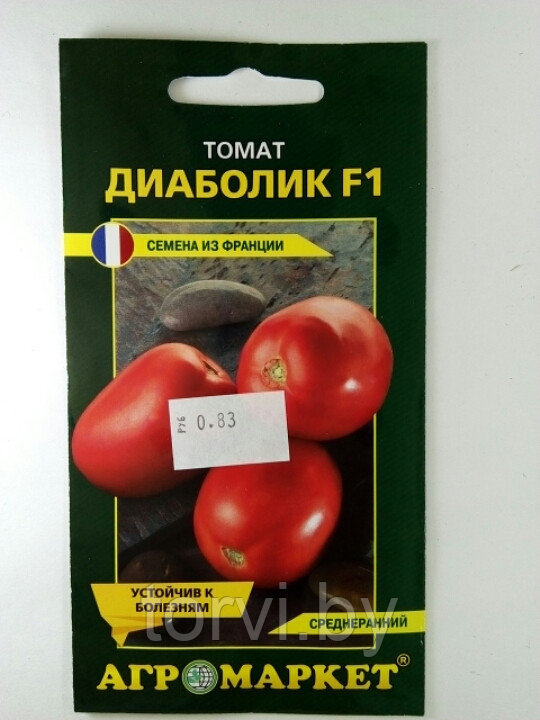 ТОМАТ
ДИАБОЛИК F1
СЕМЕНА ИЗ ФРАНЦИИ
РУБ 0.83
УСТОЙЧИВ К
БОЛЕЗНЯМ
СРЕДНЕРАННИЙ
torvi.by
АГРОМАРКЕТ®